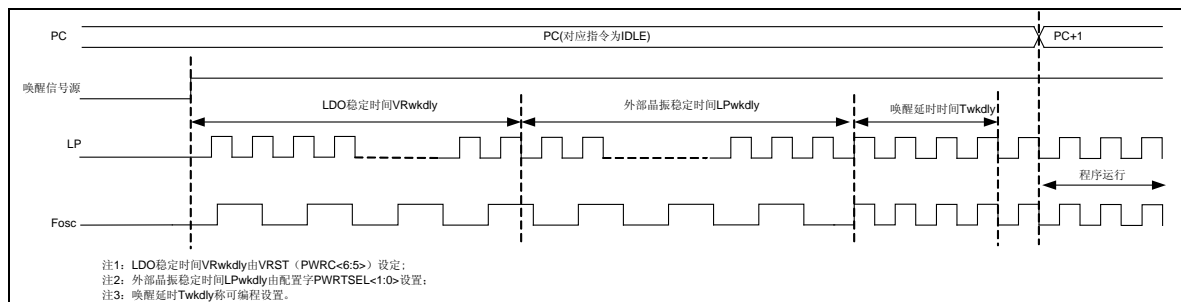 PC
PC(对应指令为IDLE)
PC+1
唤醒信号源
LDO稳定时间VRwkdly
外部晶振稳定时间LPwkdly
唤醒延时时间Twkdly
LP
程序运行
Fosc
注1：LDO稳定时间VRwkdly由VRST（PWRC<6:5>）设定；
注2：外部晶振稳定时间LPwkdly由配置字PWRTSEL<1:0>设置；
注3：唤醒延时Twkdly称可编程设置。